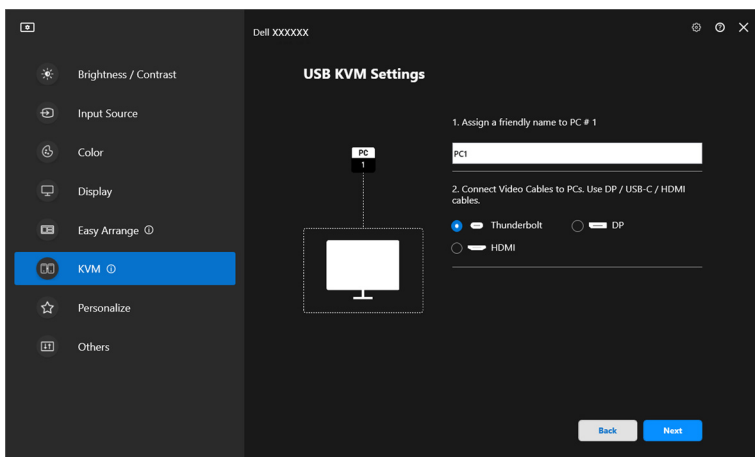 Dell XXXXXX
Brightness / Contrast
Input Source
Color
Display
Easy Arrange
KVM
Personalize
Others
USB KVM Settings
PC
1
1. Assign a friendly name to PC # 1
PC1
2. Connect Video Cables to PCs. Use DP / USB-C / HDMI
cables.
Thunderbolt DP
HDMI
Back Next